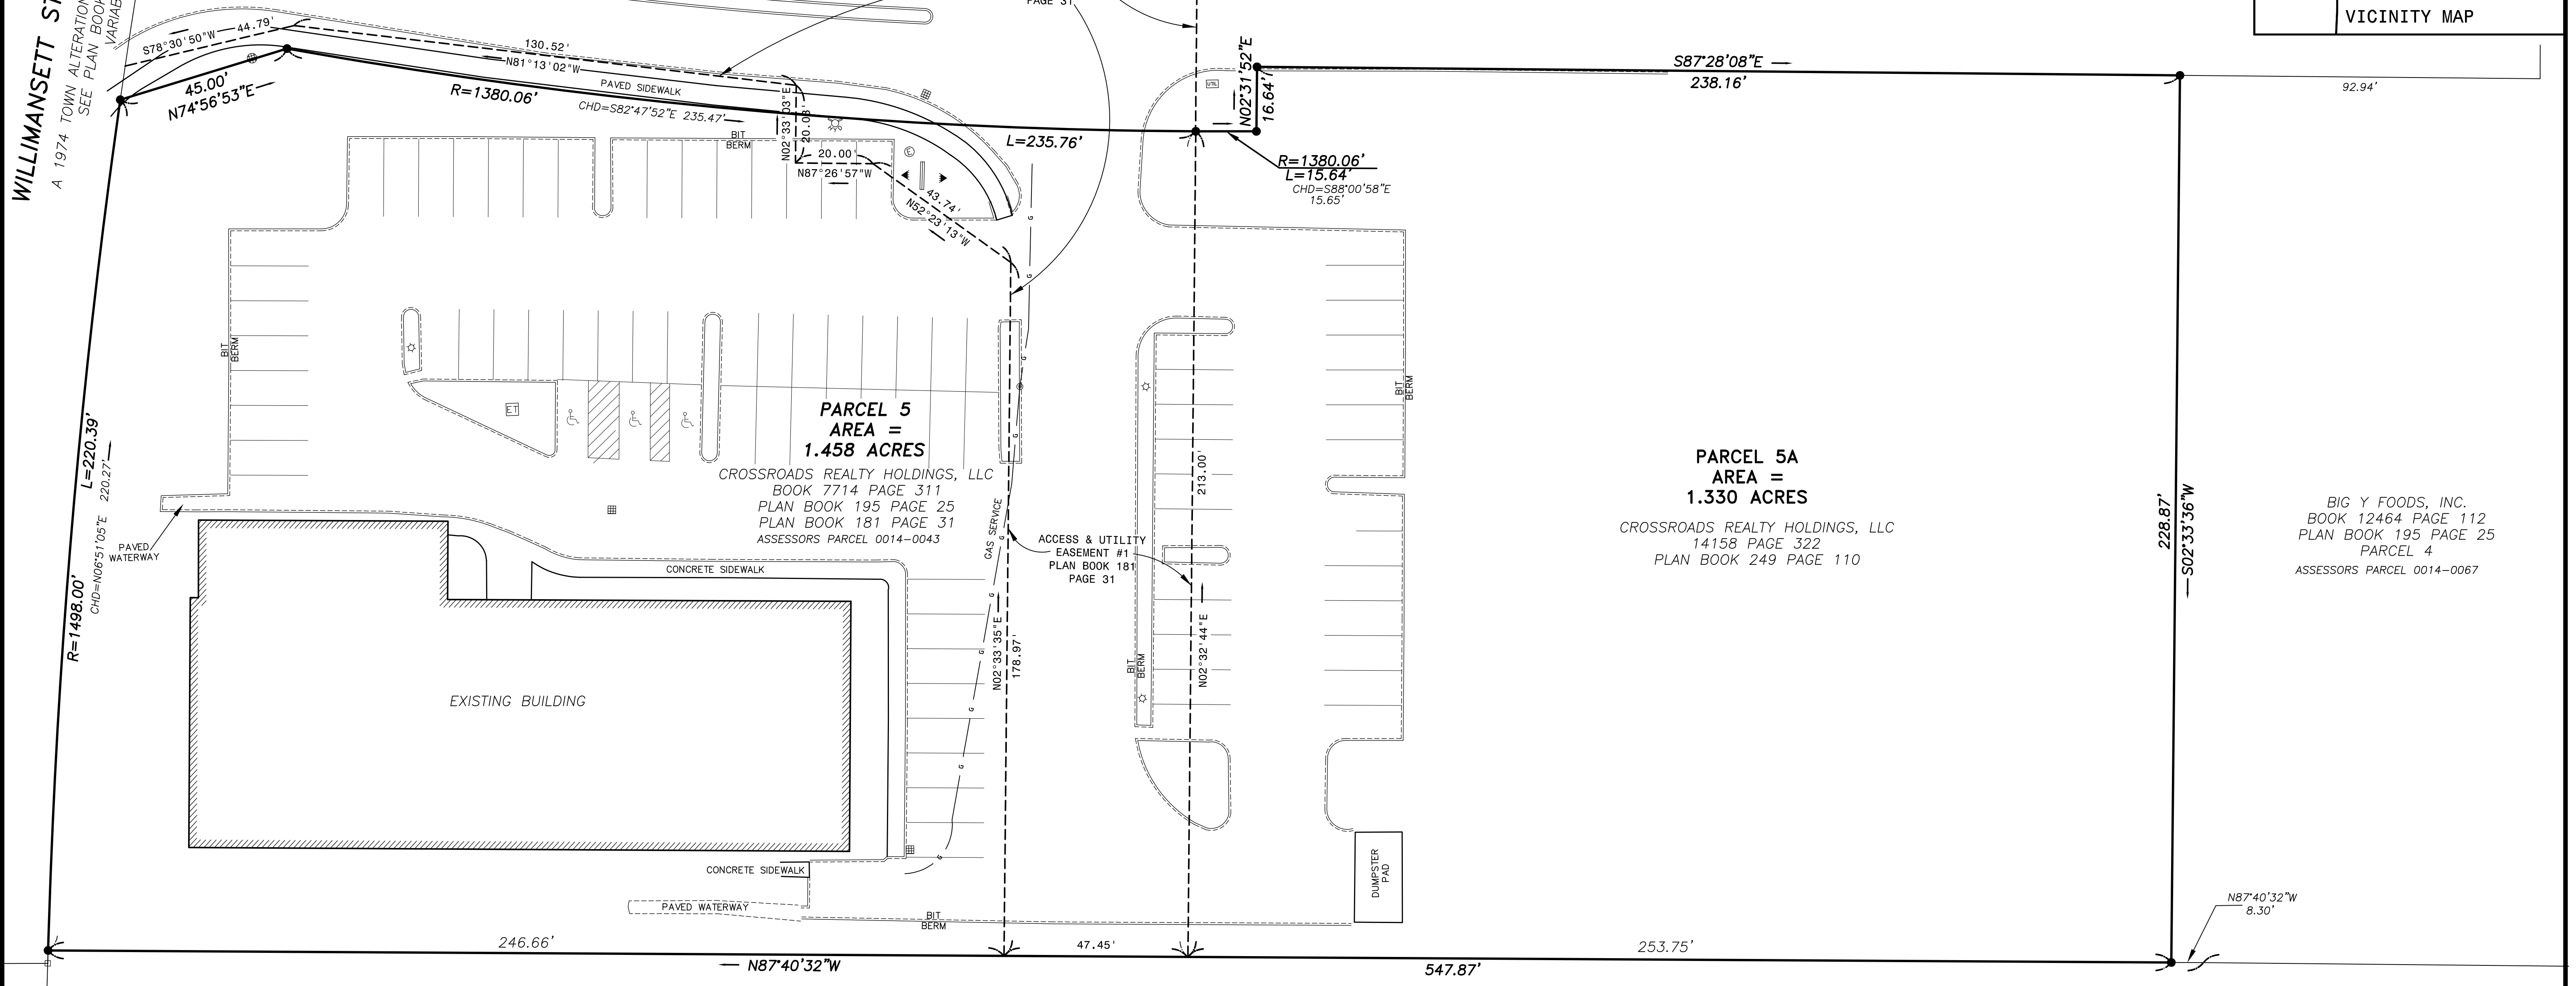 WILLIMANSETT ST
A 1974 TOWN ALTERATION
SEE PLAN BOOK
VARIAB
PAGE 31
VICINITY MAP
S78°30'50"W
44.79'
130.52'
N81°13'02"W
PAVED SIDEWALK
45.00'
N74°56'53"E
R=1380.06'
CHD=S82°47'52"E 235.47'
L=235.76'
N02°33'03"E
20.08'
20.00'
N87°26'57"W
43.74'
N52°23'13"W
BIT
BERM
E
UTIL
N02°31'52"E
16.64'
S87°28'08"E
238.16'
92.94'
R=1380.06'
L=15.64'
CHD=S88°00'58"E
15.65'
G
G
G
G
G
G
G
G
G
G
BIT
BERM
ET
BIT
BERM
L=220.39'
R=1498.00'
CHD=N06°51'05"E 220.27'
PARCEL 5
AREA =
1.458 ACRES
CROSSROADS REALTY HOLDINGS, LLC
BOOK 7714 PAGE 311
PLAN BOOK 195 PAGE 25
PLAN BOOK 181 PAGE 31
ASSESSORS PARCEL 0014-0043
213.00'
PARCEL 5A
AREA =
1.330 ACRES
CROSSROADS REALTY HOLDINGS, LLC
14158 PAGE 322
PLAN BOOK 249 PAGE 110
228.87'
S02°33'36"W
BIG Y FOODS, INC.
BOOK 12464 PAGE 112
PLAN BOOK 195 PAGE 25
PARCEL 4
ASSESSORS PARCEL 0014-0067
PAVED
WATERWAY
GAS SERVICE
ACCESS & UTILITY
EASEMENT #1
PLAN BOOK 181
PAGE 31
CONCRETE SIDEWALK
N02°33'35"E
178.97'
N02°32'44"E
BIT
BERM
EXISTING BUILDING
CONCRETE SIDEWALK
DUMPSTER
PAD
PAVED WATERWAY
BIT
BERM
N87°40'32"W
8.30'
246.66'
47.45'
253.75'
N87°40'32"W
547.87'